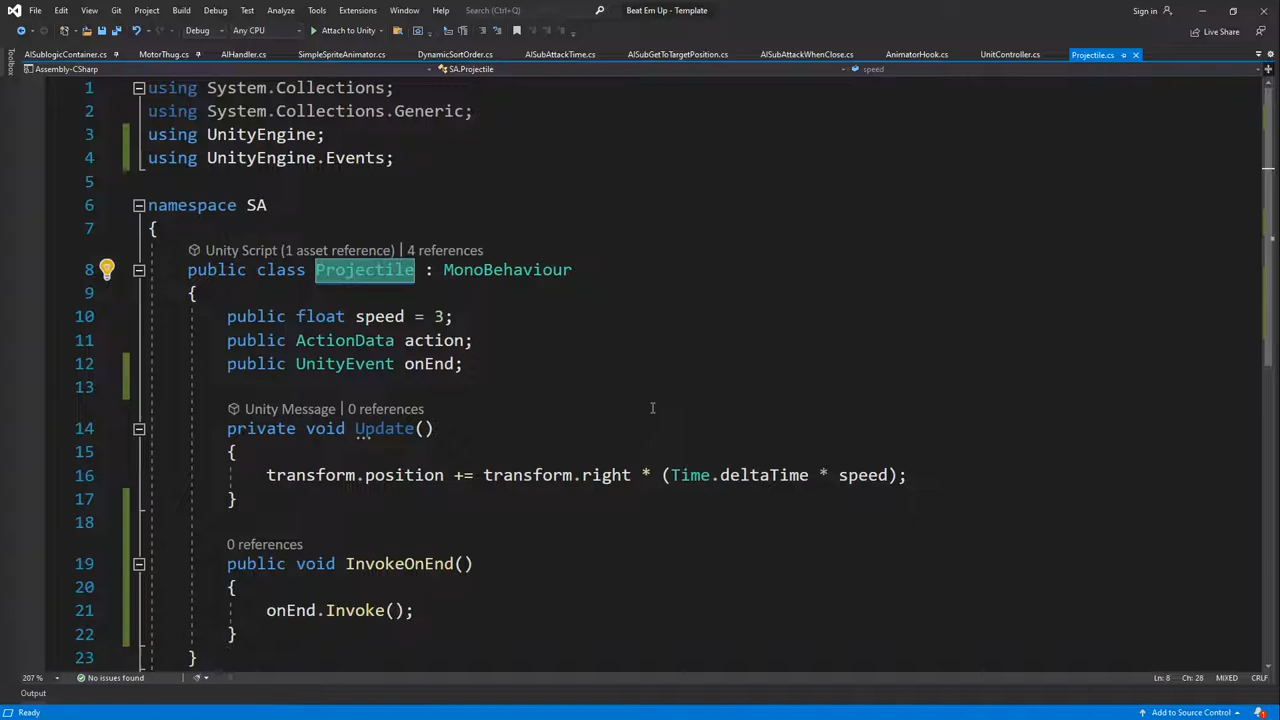 File Edit View Git Project Build Debug Test Analyze Tools Extensions Window Help Search (Ctrl+Q) Beat Em Up - Template Sign in
Debug Any CPU Attach to Unity Live Share
AISublogicContainer.cs MotorThug.cs AIHandler.cs SimpleSpriteAnimator.cs DynamicSortOrder.cs AISubAttackTime.cs AISubGetToTargetPosition.cs AISubAttackWhenClose.cs AnimatorHook.cs UnitController.cs Projectile.cs
Toolbox
Assembly-CSharp SA.Projectile speed
1 using System.Collections;
2 using System.Collections.Generic;
3 using UnityEngine;
4 using UnityEngine.Events;
5
6 namespace SA
7 {
Unity Script (1 asset reference) | 4 references
8 public class Projectile : MonoBehaviour
9 {
10 public float speed = 3;
11 public ActionData action;
12 public UnityEvent onEnd;
13
Unity Message | 0 references
14 private void Update()
15 {
16 transform.position += transform.right * (Time.deltaTime * speed);
17 }
18
0 references
19 public void InvokeOnEnd()
20 {
21 onEnd.Invoke();
22 }
23 }
207 % No issues found Ln: 8 Ch: 28 MIXED CRLF
Output
Ready Add to Source Control 1